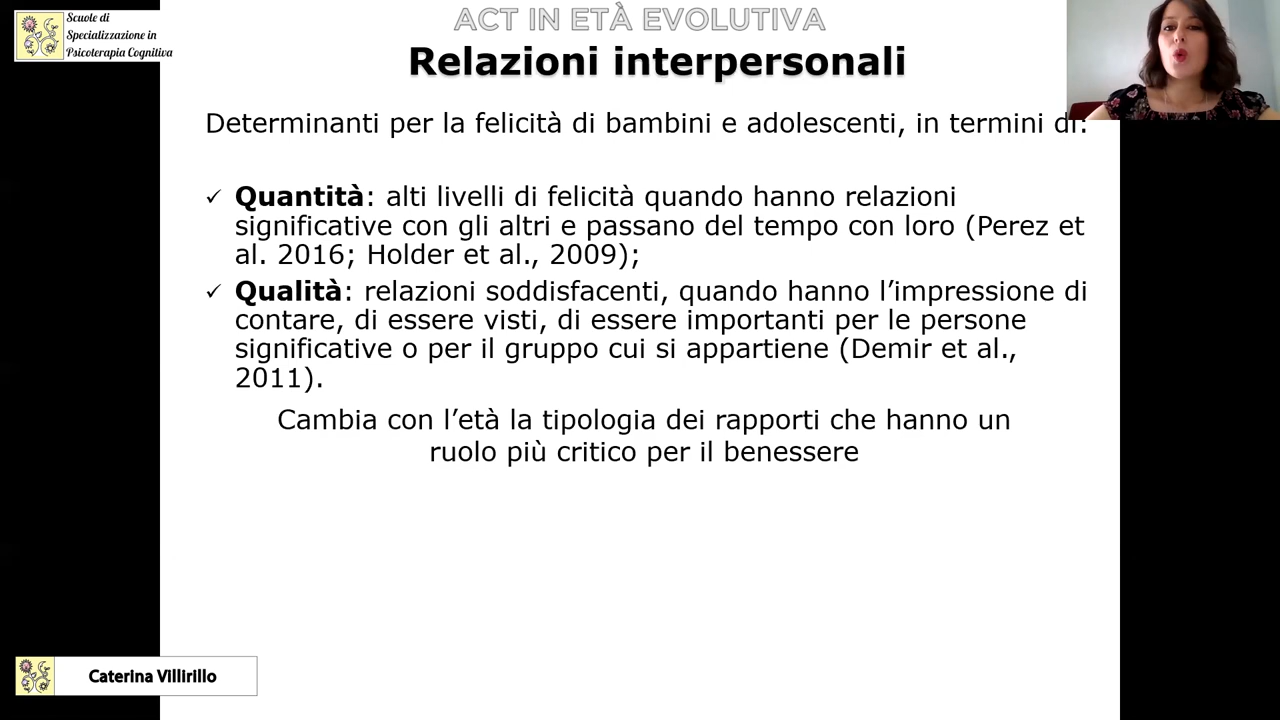 Scuole di
Specializzazione in
Psicoterapia Cognitiva
ACT IN ETÀ EVOLUTIVA
Relazioni interpersonali
Determinanti per la felicità di bambini e adolescenti, in termini di:
✓ Quantità: alti livelli di felicità quando hanno relazioni
significative con gli altri e passano del tempo con loro (Perez et
al. 2016; Holder et al., 2009);
✓ Qualità: relazioni soddisfacenti, quando hanno l’impressione di
contare, di essere visti, di essere importanti per le persone
significative o per il gruppo cui si appartiene (Demir et al.,
2011).
Cambia con l’età la tipologia dei rapporti che hanno un
ruolo più critico per il benessere
Caterina Villirillo